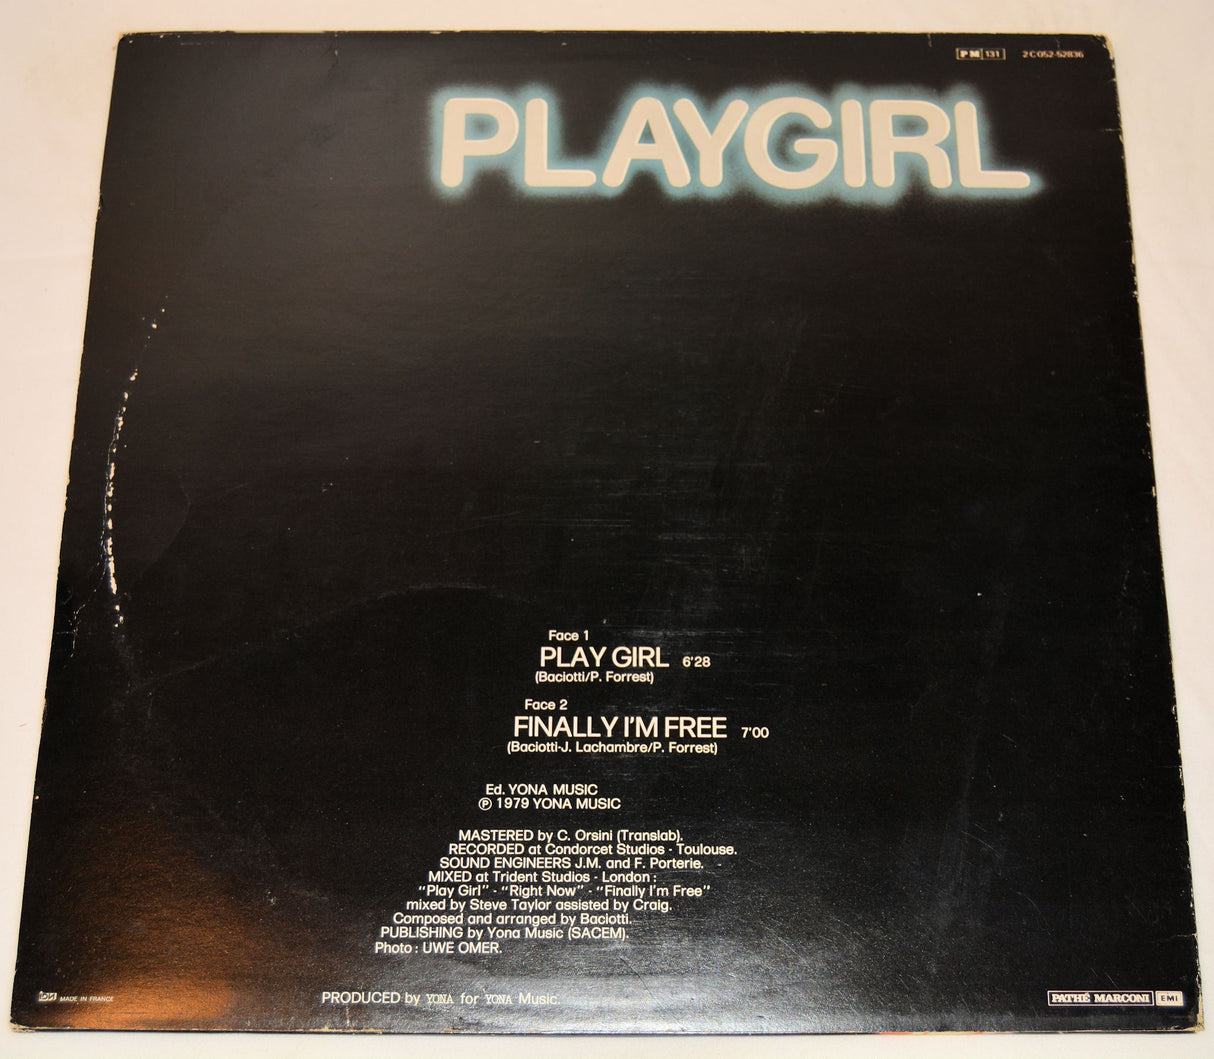 PM 131 2C052-52836
PLAYGIRL
Face 1
PLAY GIRL 6'28
(Baciotti/P. Forrest)
Face 2
FINALLY I'M FREE 7'00
(Baciotti-J. Lachambre/P. Forrest)
Ed. YONA MUSIC
℗ 1979 YONA MUSIC
MASTERED by C. Orsini (Translab).
RECORDED at Condorcet Studios - Toulouse.
SOUND ENGINEERS J.M. and F. Porterie.
MIXED at Trident Studios - London :
"Play Girl" - "Right Now" - "Finally I'm Free"
mixed by Steve Taylor assisted by Craig.
Composed and arranged by Baciotti.
PUBLISHING by Yona Music (SACEM).
Photo : UWE OMER.
PRODUCED by YONA for YONA Music.
MADE IN FRANCE
PATHÉ MARCONI EMI